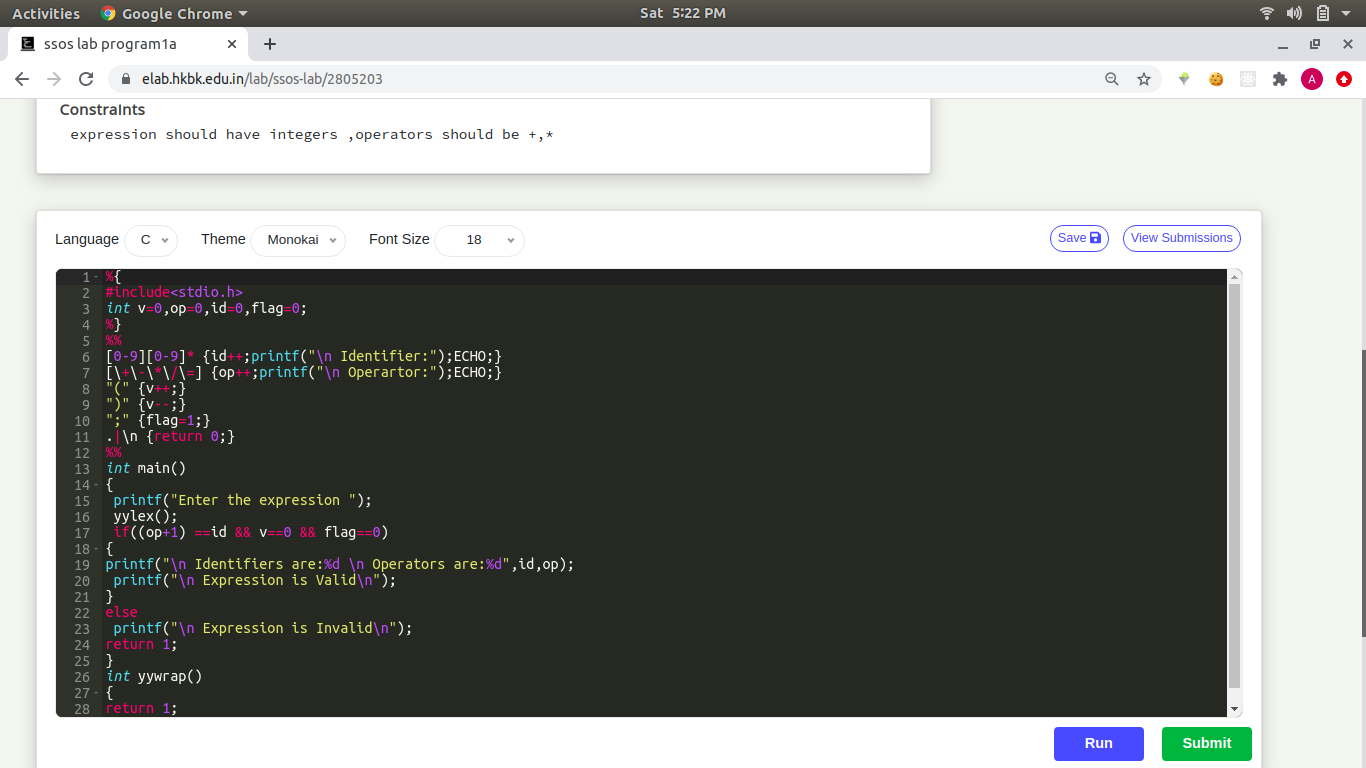 Activities Google Chrome Sat 5:22 PM
ssos lab program1a
elab.hkbk.edu.in/lab/ssos-lab/2805203 A
Constraints
expression should have integers ,operators should be +,*
Language C Theme Monokai Font Size 18 Save View Submissions
1 %{
2 #include<stdio.h>
3 int v=0,op=0,id=0,flag=0;
4 %}
5 %%
6 [0-9][0-9]* {id++;printf("\n Identifier:");ECHO;}
7 [\+\-\*\/\=] {op++;printf("\n Operartor:");ECHO;}
8 "(" {v++;}
9 ")" {v--;}
10 ";" {flag=1;}
11 .|\n {return 0;}
12 %%
13 int main()
14 {
15 printf("Enter the expression ");
16 yylex();
17 if((op+1) ==id && v==0 && flag==0)
18 {
19 printf("\n Identifiers are:%d \n Operators are:%d",id,op);
20 printf("\n Expression is Valid\n");
21 }
22 else
23 printf("\n Expression is Invalid\n");
24 return 1;
25 }
26 int yywrap()
27 {
28 return 1;
Run Submit